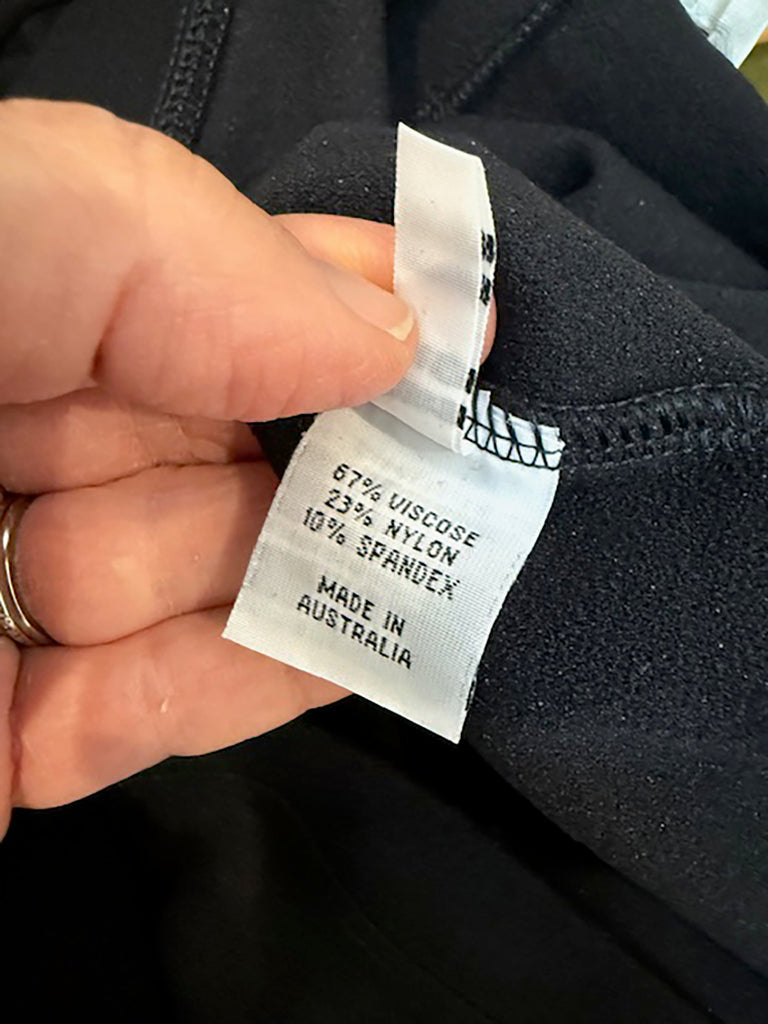 67% VISCOSE
23% NYLON
10% SPANDEX
MADE IN
AUSTRALIA